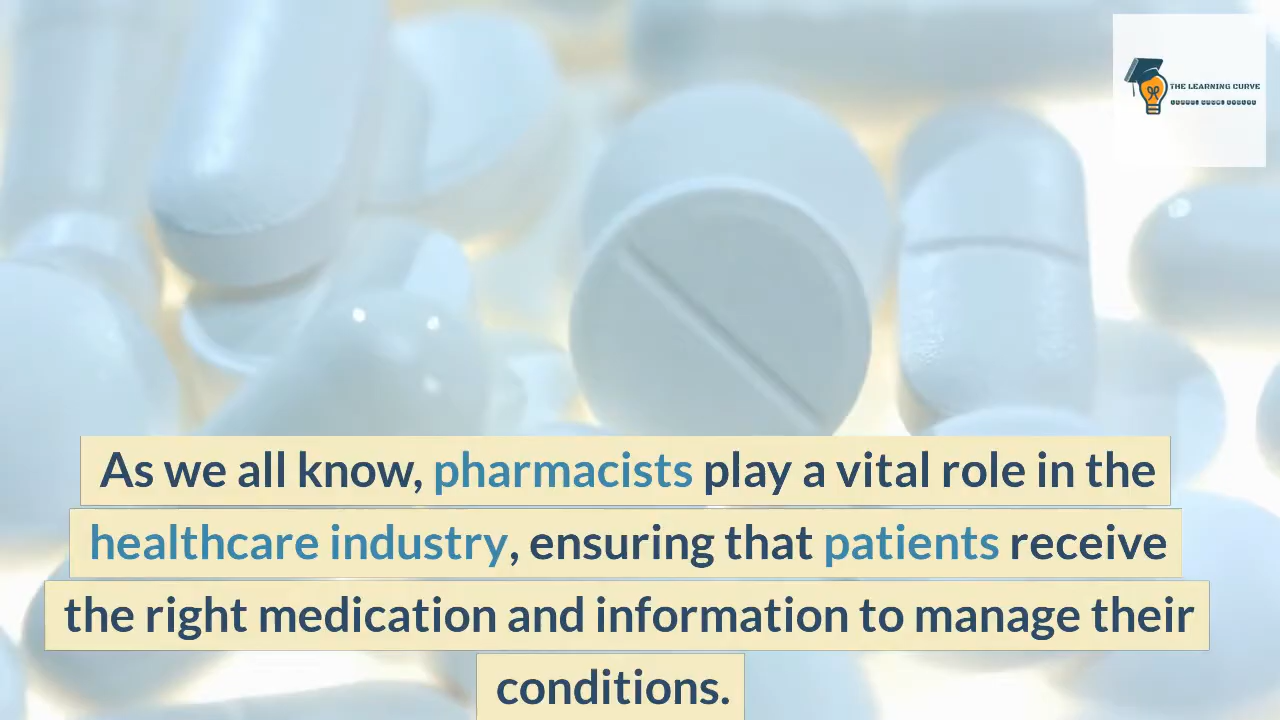 THE LEARNING CURVE
As we all know, pharmacists play a vital role in the
healthcare industry, ensuring that patients receive
the right medication and information to manage their
conditions.